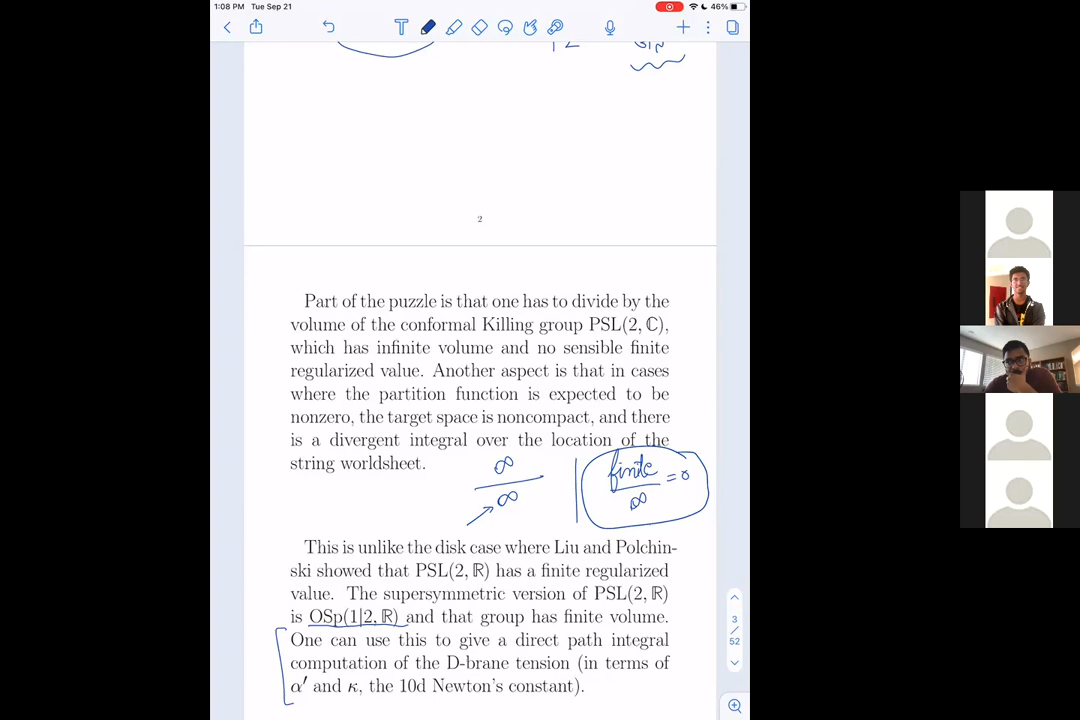 1:08 PM Tue Sep 21
46%
2
Part of the puzzle is that one has to divide by the
volume of the conformal Killing group PSL(2, ℂ),
which has infinite volume and no sensible finite
regularized value. Another aspect is that in cases
where the partition function is expected to be
nonzero, the target space is noncompact, and there
is a divergent integral over the location of the
string worldsheet.
∞
∞
finite
= 0
∞
This is unlike the disk case where Liu and Polchin-
ski showed that PSL(2, ℝ) has a finite regularized
value. The supersymmetric version of PSL(2, ℝ)
is OSp(1|2, ℝ) and that group has finite volume.
One can use this to give a direct path integral
computation of the D-brane tension (in terms of
α′ and κ, the 10d Newton's constant).
3
/
52